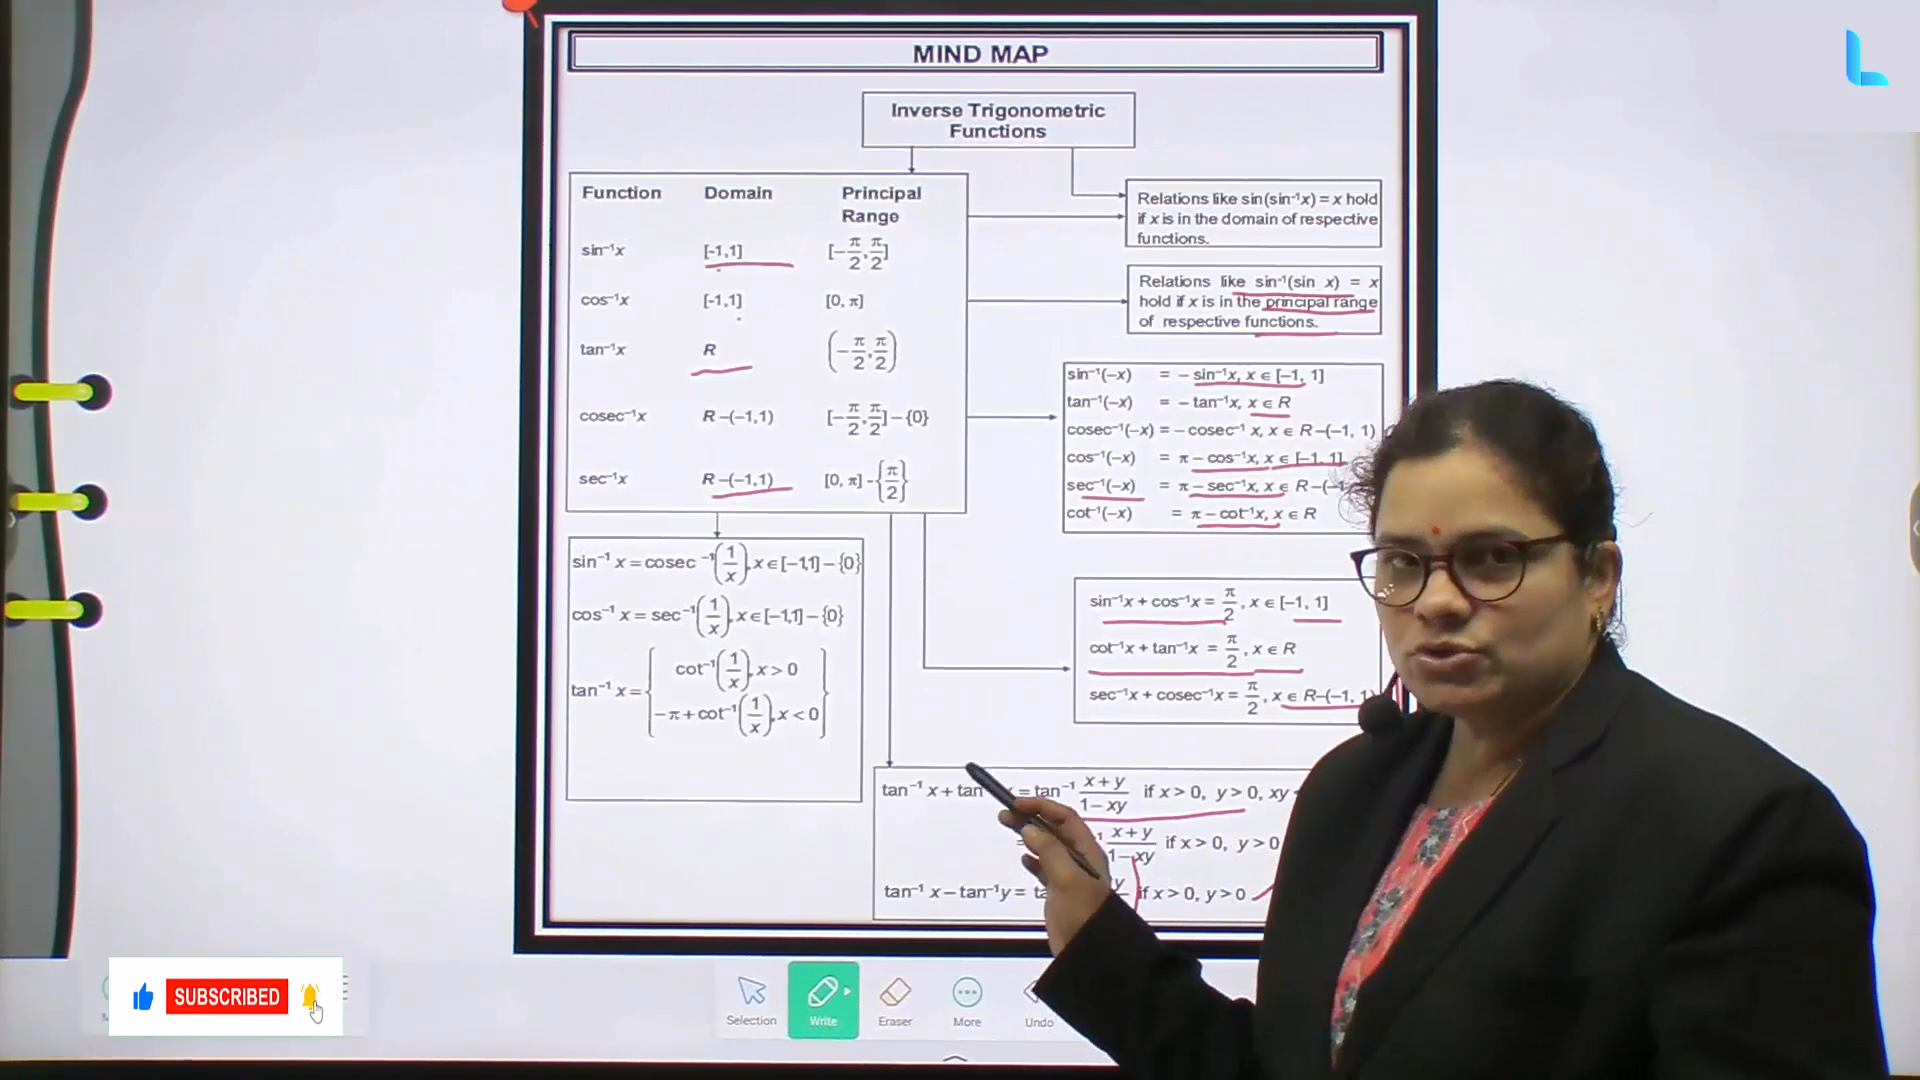 MIND MAP
Inverse Trigonometric
Functions
Function Domain Principal Range
sin⁻¹x [-1,1] [-π/2, π/2]
cos⁻¹x [-1,1] [0, π]
tan⁻¹x R (-π/2, π/2)
cosec⁻¹x R-(-1,1) [-π/2, π/2]-{0}
sec⁻¹x R-(-1,1) [0, π]-{π/2}
Relations like sin(sin⁻¹x) = x hold
if x is in the domain of respective
functions.
Relations like sin⁻¹(sin x) = x
hold if x is in the principal range
of respective functions.
sin⁻¹(-x) = - sin⁻¹x, x ∈ [-1, 1]
tan⁻¹(-x) = - tan⁻¹x, x ∈ R
cosec⁻¹(-x) = - cosec⁻¹ x, x ∈ R-(-1, 1)
cos⁻¹(-x) = π - cos⁻¹x, x ∈ [-1, 1]
sec⁻¹(-x) = π - sec⁻¹x, x ∈ R-(-1
cot⁻¹(-x) = π - cot⁻¹x, x ∈ R
sin⁻¹ x = cosec⁻¹(1/x), x ∈ [-1,1]-{0}
cos⁻¹ x = sec⁻¹(1/x), x ∈ [-1,1]-{0}
tan⁻¹ x = { cot⁻¹(1/x), x > 0
-π + cot⁻¹(1/x), x < 0 }
sin⁻¹x + cos⁻¹x = π/2, x ∈ [-1, 1]
cot⁻¹x + tan⁻¹x = π/2, x ∈ R
sec⁻¹x + cosec⁻¹x = π/2, x ∈ R-(-1, 1)
tan⁻¹ x + tan = tan⁻¹ (x+y)/(1-xy) if x > 0, y > 0, xy
= (x+y)/(1-xy) if x > 0, y > 0
tan⁻¹ x - tan⁻¹y = if x > 0, y > 0
SUBSCRIBED
Selection Write Eraser More Undo